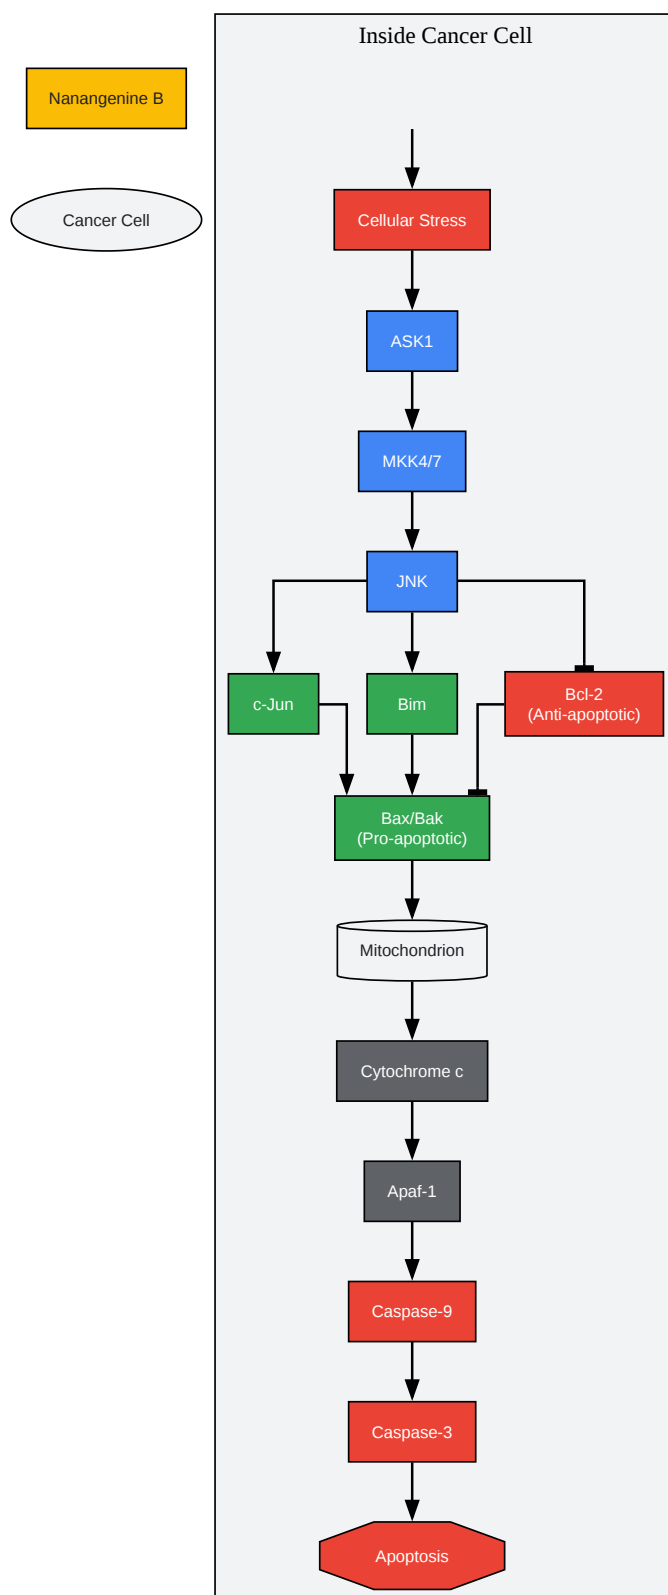 Inside Cancer Cell
Nanangenine B
Cancer Cell
Cellular Stress
ASK1
MKK4/7
JNK
c-Jun
Bim
Bcl-2
(Anti-apoptotic)
Bax/Bak
(Pro-apoptotic)
Mitochondrion
Cytochrome c
Apaf-1
Caspase-9
Caspase-3
Apoptosis